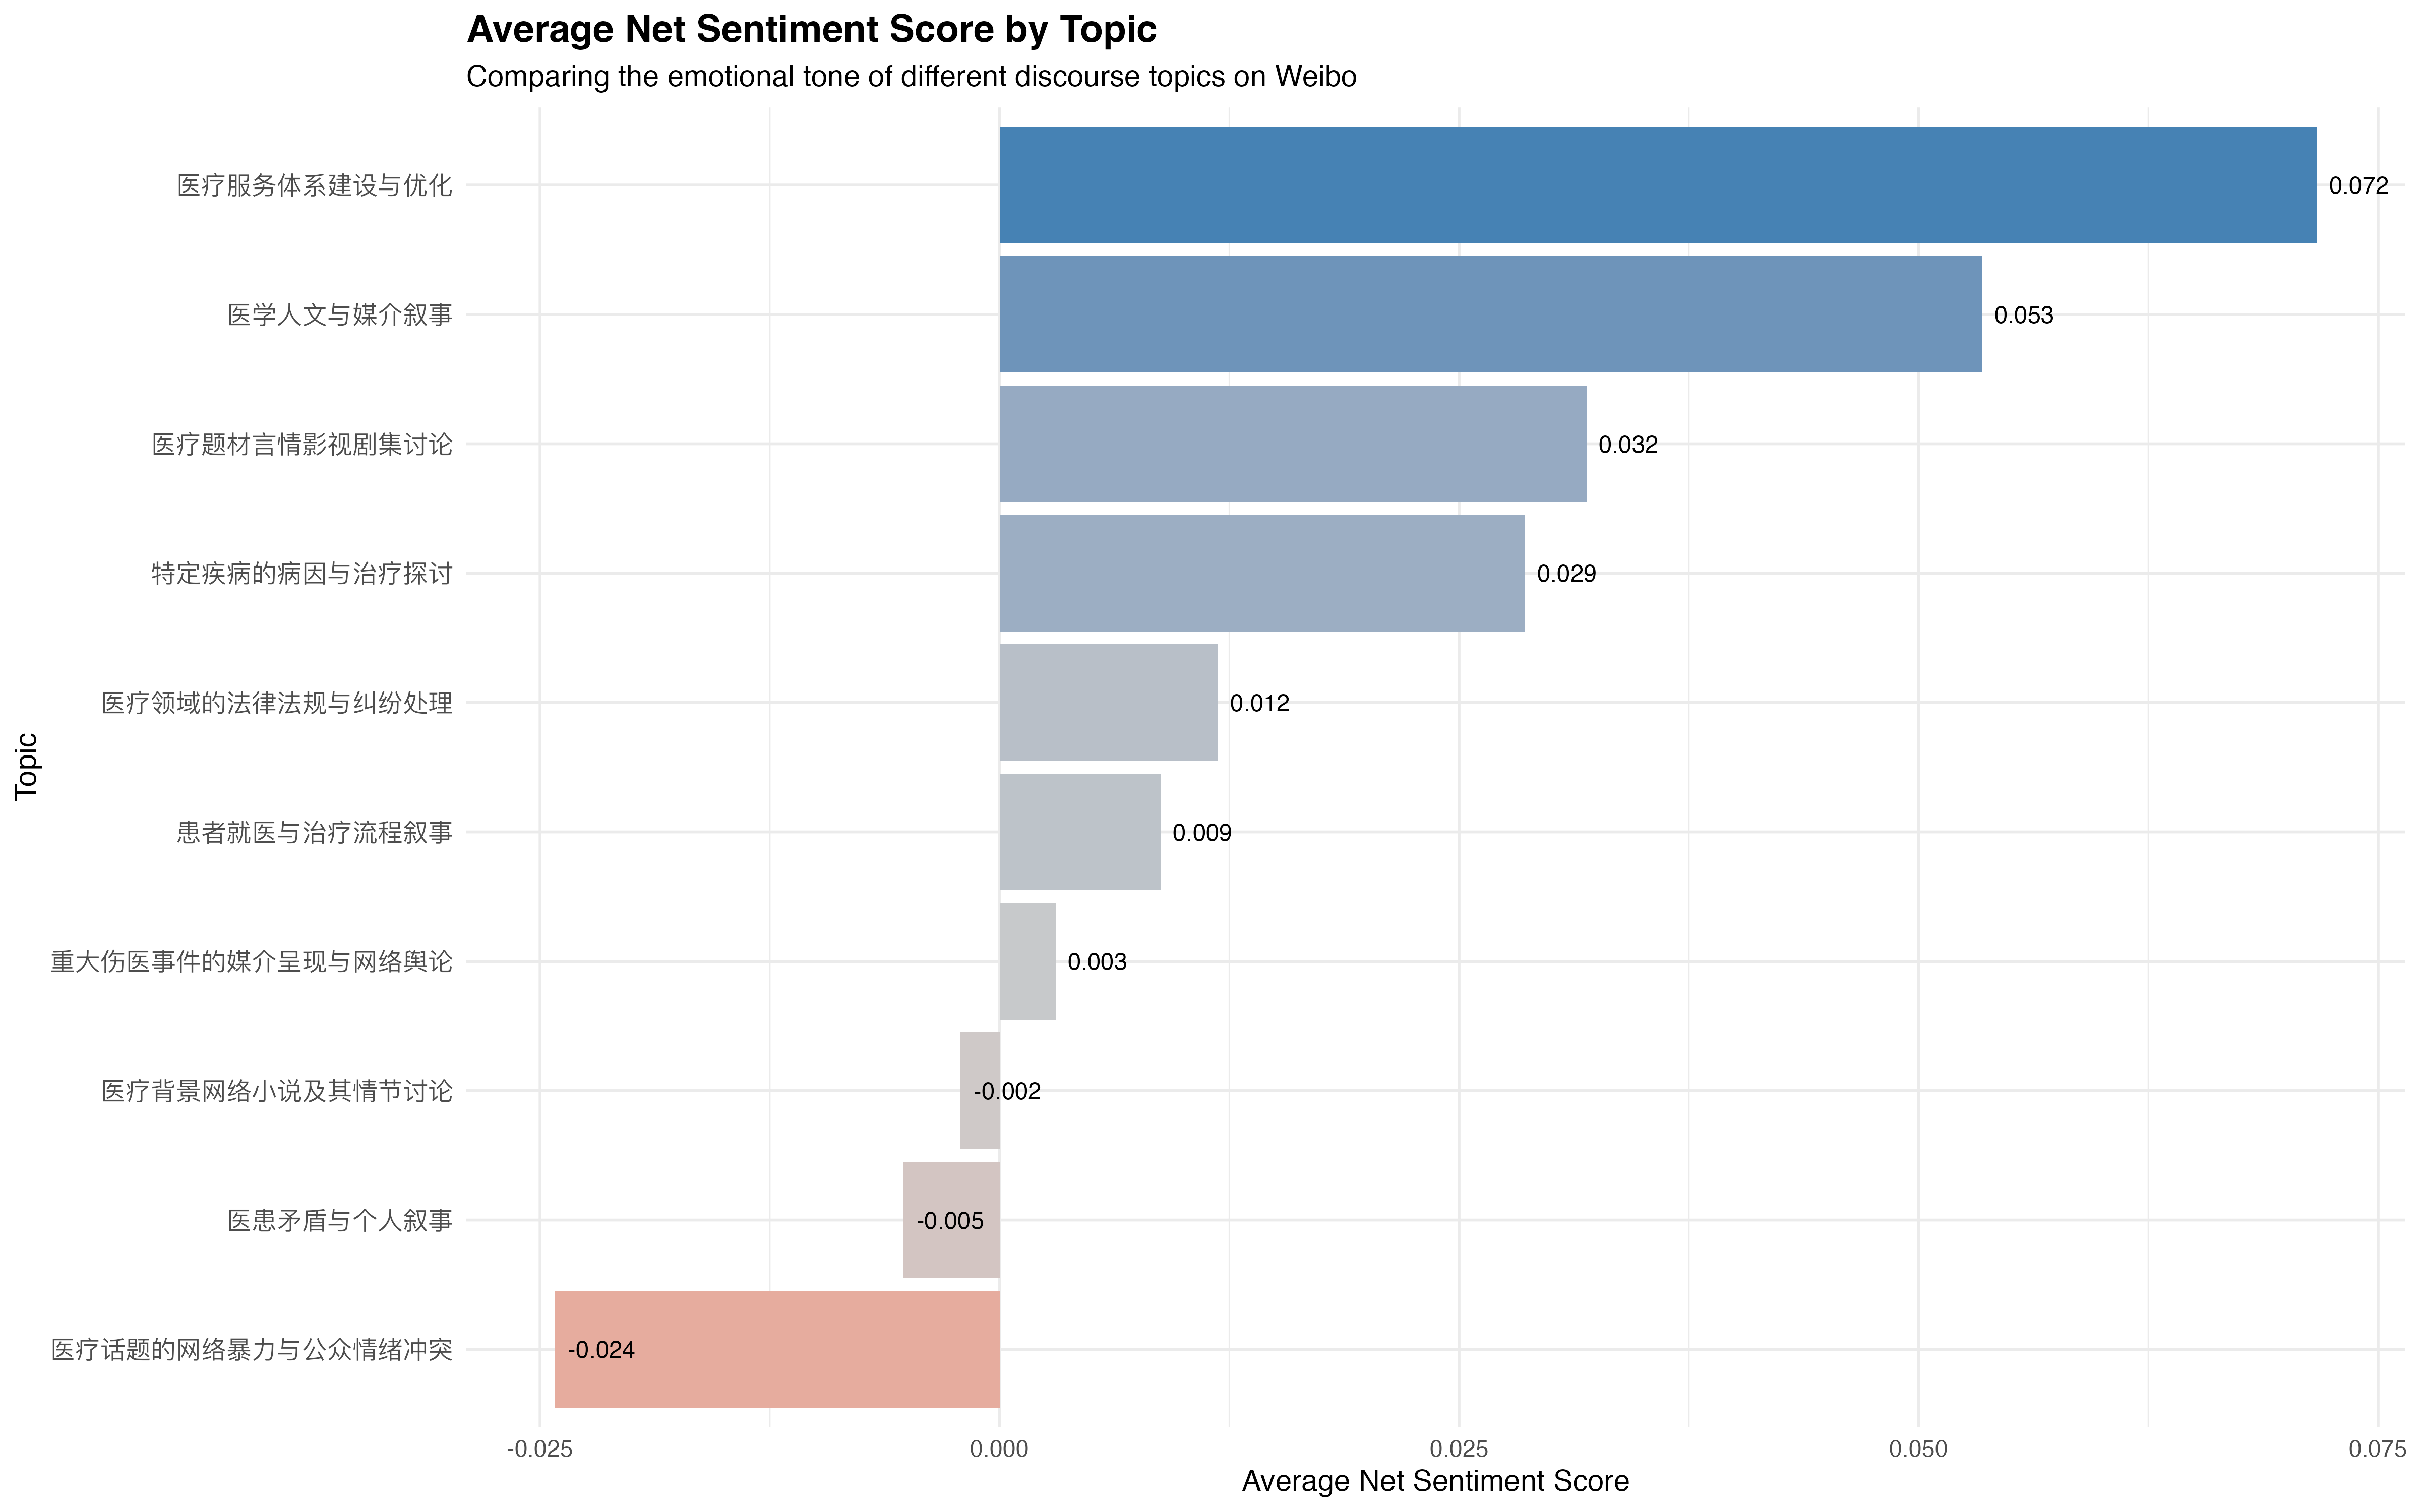 Average Net Sentiment Score by Topic
Comparing the emotional tone of different discourse topics on Weibo
Topic
医疗服务体系建设与优化
0.072
医学人文与媒介叙事
0.053
医疗题材言情影视剧集讨论
0.032
特定疾病的病因与治疗探讨
0.029
医疗领域的法律法规与纠纷处理
0.012
患者就医与治疗流程叙事
0.009
重大伤医事件的媒介呈现与网络舆论
0.003
医疗背景网络小说及其情节讨论
-0.002
医患矛盾与个人叙事
-0.005
医疗话题的网络暴力与公众情绪冲突
-0.024
-0.025
0.000
0.025
0.050
0.075
Average Net Sentiment Score